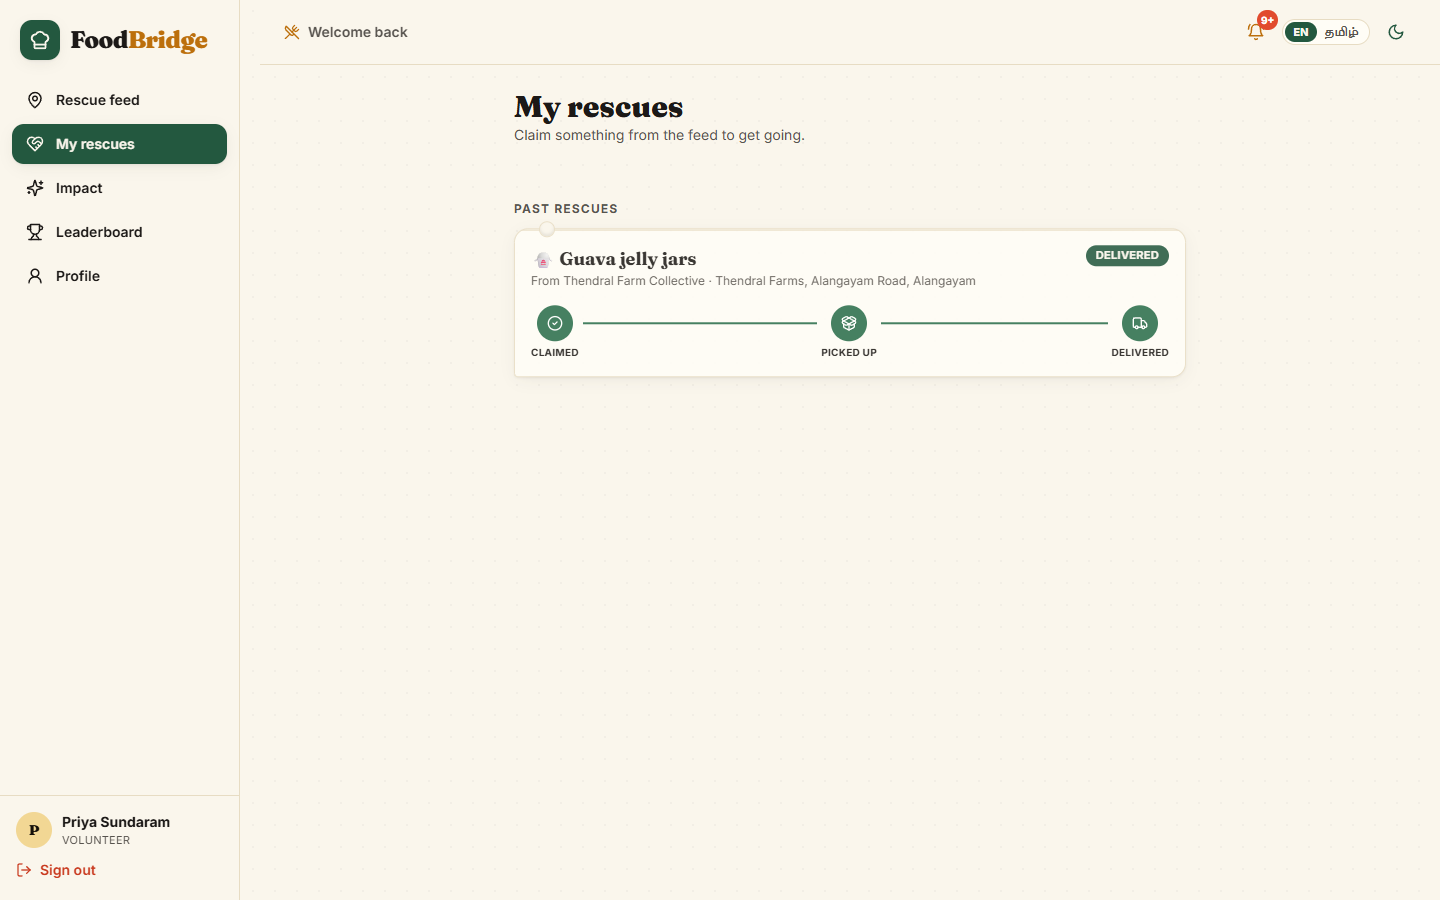 FoodBridge
Rescue feed
My rescues
Impact
Leaderboard
Profile
Priya Sundaram
VOLUNTEER
Sign out
P
Welcome back
9+
EN
தமிழ்
My rescues
Claim something from the feed to get going.
PAST RESCUES
Guava jelly jars
DELIVERED
From Thendral Farm Collective · Thendral Farms, Alangayam Road, Alangayam
CLAIMED
PICKED UP
DELIVERED